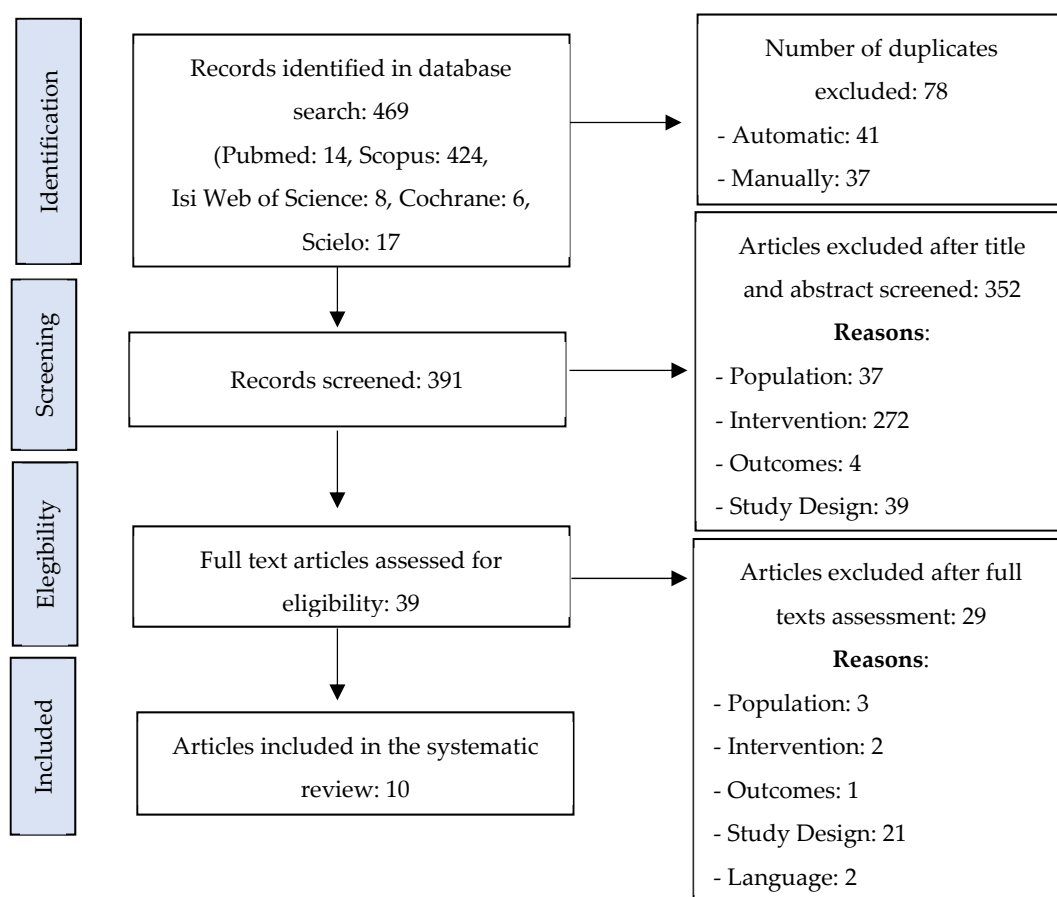 Identification
Records identified in database
search: 469
(Pubmed: 14, Scopus: 424,
Isi Web of Science: 8, Cochrane: 6,
Scielo: 17
Number of duplicates
excluded: 78
- Automatic: 41
- Manually: 37
Screening
Records screened: 391
Articles excluded after title
and abstract screened: 352
Reasons:
- Population: 37
- Intervention: 272
- Outcomes: 4
- Study Design: 39
Elegibility
Full text articles assessed for
eligibility: 39
Articles excluded after full
texts assessment: 29
Reasons:
- Population: 3
- Intervention: 2
- Outcomes: 1
- Study Design: 21
- Language: 2
Included
Articles included in the systematic
review: 10